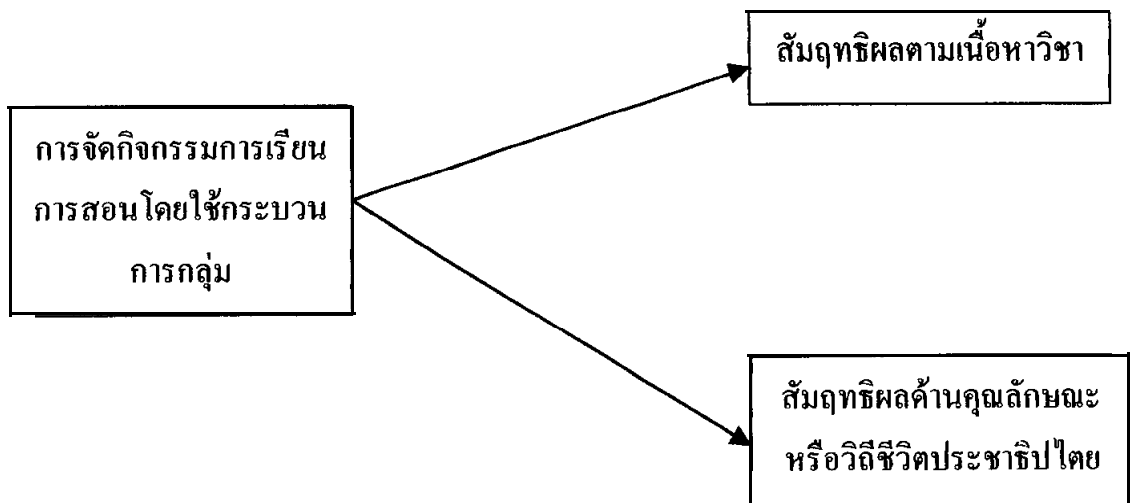 สัมฤทธิผลตามเนื้อหาวิชา
การจัดกิจกรรมการเรียน
การสอนโดยใช้กระบวน
การกลุ่ม
สัมฤทธิผลด้านคุณลักษณะ
หรือวิถีชีวิตประชาธิปไตย